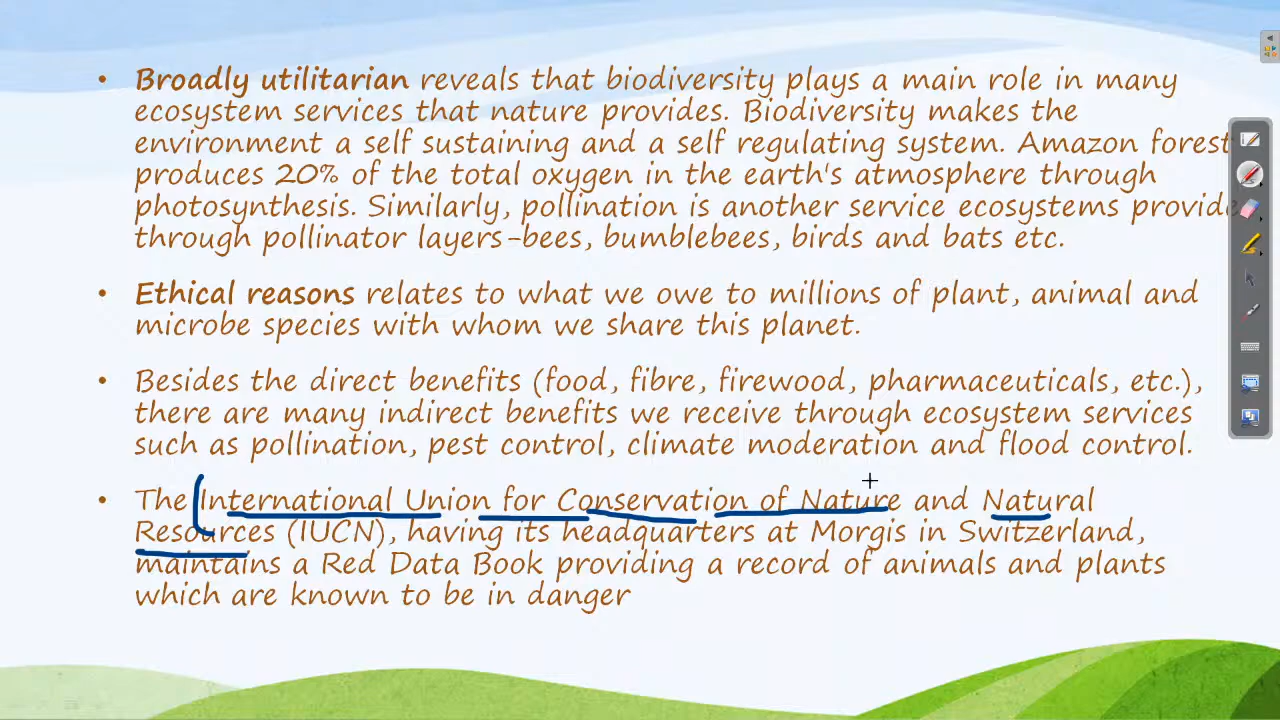 • Broadly utilitarian reveals that biodiversity plays a main role in many
ecosystem services that nature provides. Biodiversity makes the
environment a self sustaining and a self regulating system. Amazon forest
produces 20% of the total oxygen in the earth's atmosphere through
photosynthesis. Similarly, pollination is another service ecosystems provide
through pollinator layers-bees, bumblebees, birds and bats etc.
• Ethical reasons relates to what we owe to millions of plant, animal and
microbe species with whom we share this planet.
• Besides the direct benefits (food, fibre, firewood, pharmaceuticals, etc.),
there are many indirect benefits we receive through ecosystem services
such as pollination, pest control, climate moderation and flood control.
• The International Union for Conservation of Nature and Natural
Resources (IUCN), having its headquarters at Morgis in Switzerland,
maintains a Red Data Book providing a record of animals and plants
which are known to be in danger